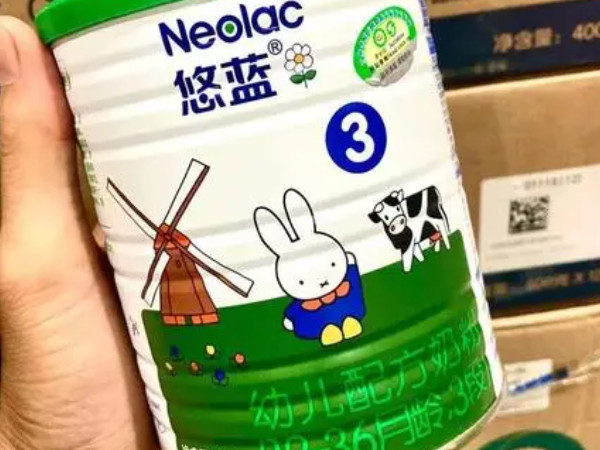 Neolac
悠蓝®
3
幼儿配方奶粉
36月龄,3段
净含量: 400